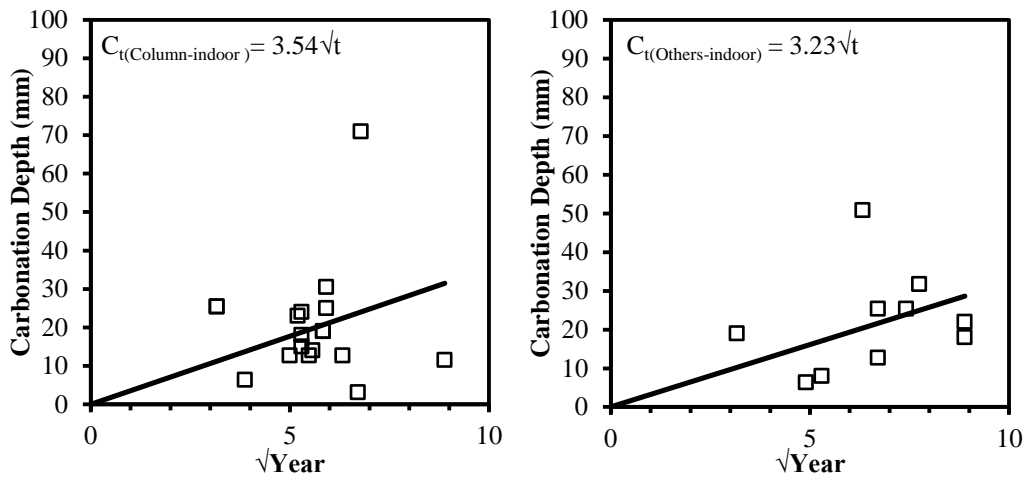 C_t(Column-indoor )= 3.54√t
Carbonation Depth (mm)
100
90
80
70
60
50
40
30
20
10
0
0 5 10
√Year
C_t(Others-indoor) = 3.23√t
Carbonation Depth (mm)
100
90
80
70
60
50
40
30
20
10
0
0 5 10
√Year